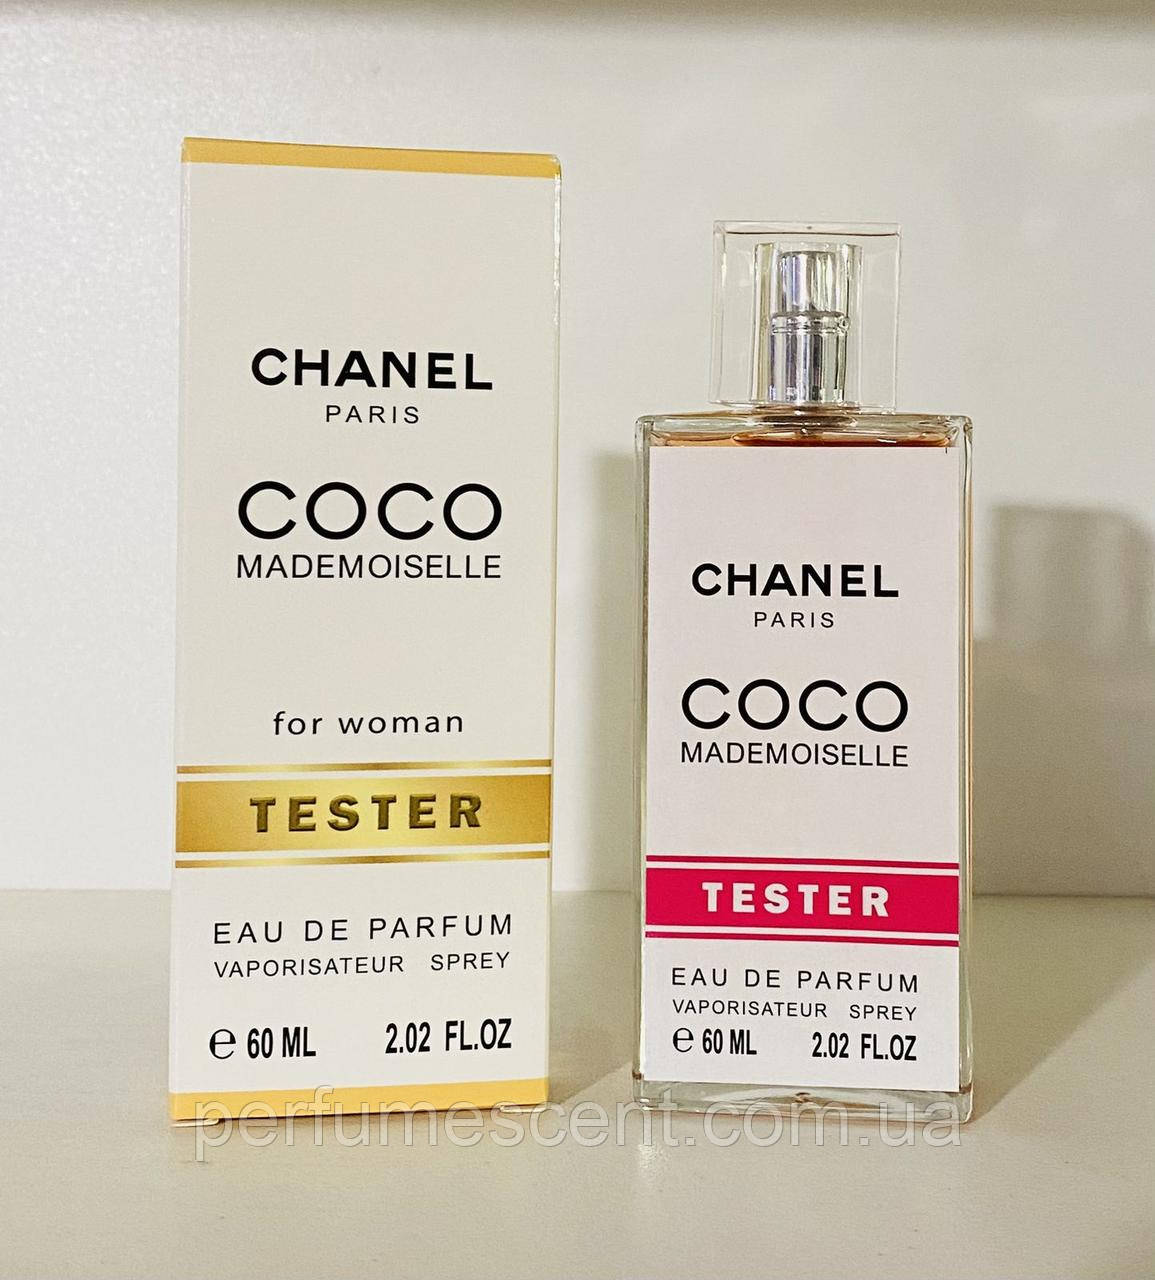 CHANEL
PARIS
COCO
MADEMOISELLE
for woman
TESTER
EAU DE PARFUM
VAPORISATEUR SPREY
e 60 ML 2.02 FL.OZ
CHANEL
PARIS
COCO
MADEMOISELLE
TESTER
EAU DE PARFUM
VAPORISATEUR SPREY
e 60 ML 2.02 FL.OZ
perfumescent.com.ua